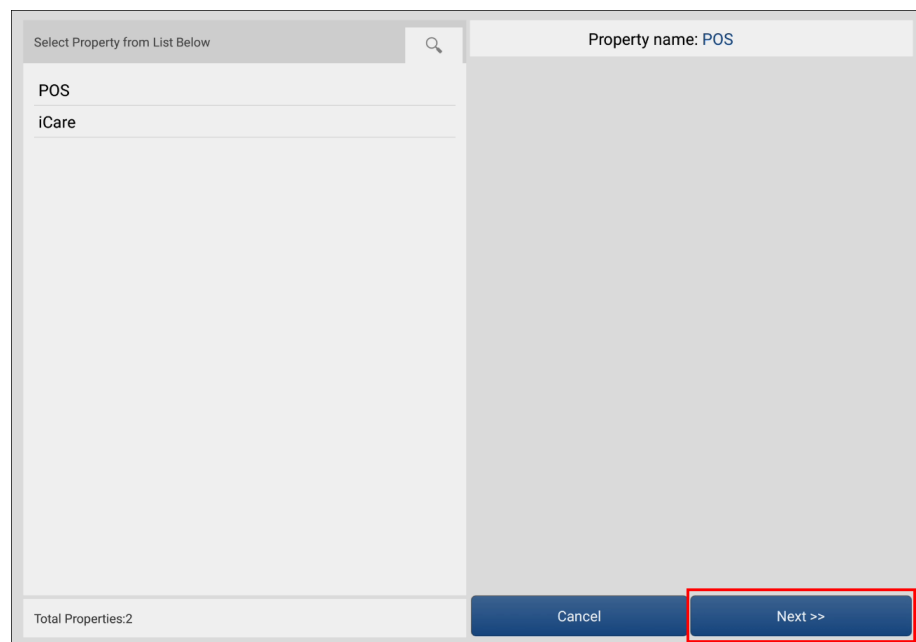 Select Property from List Below
Property name: POS
POS
iCare
Total Properties:2
Cancel
Next >>